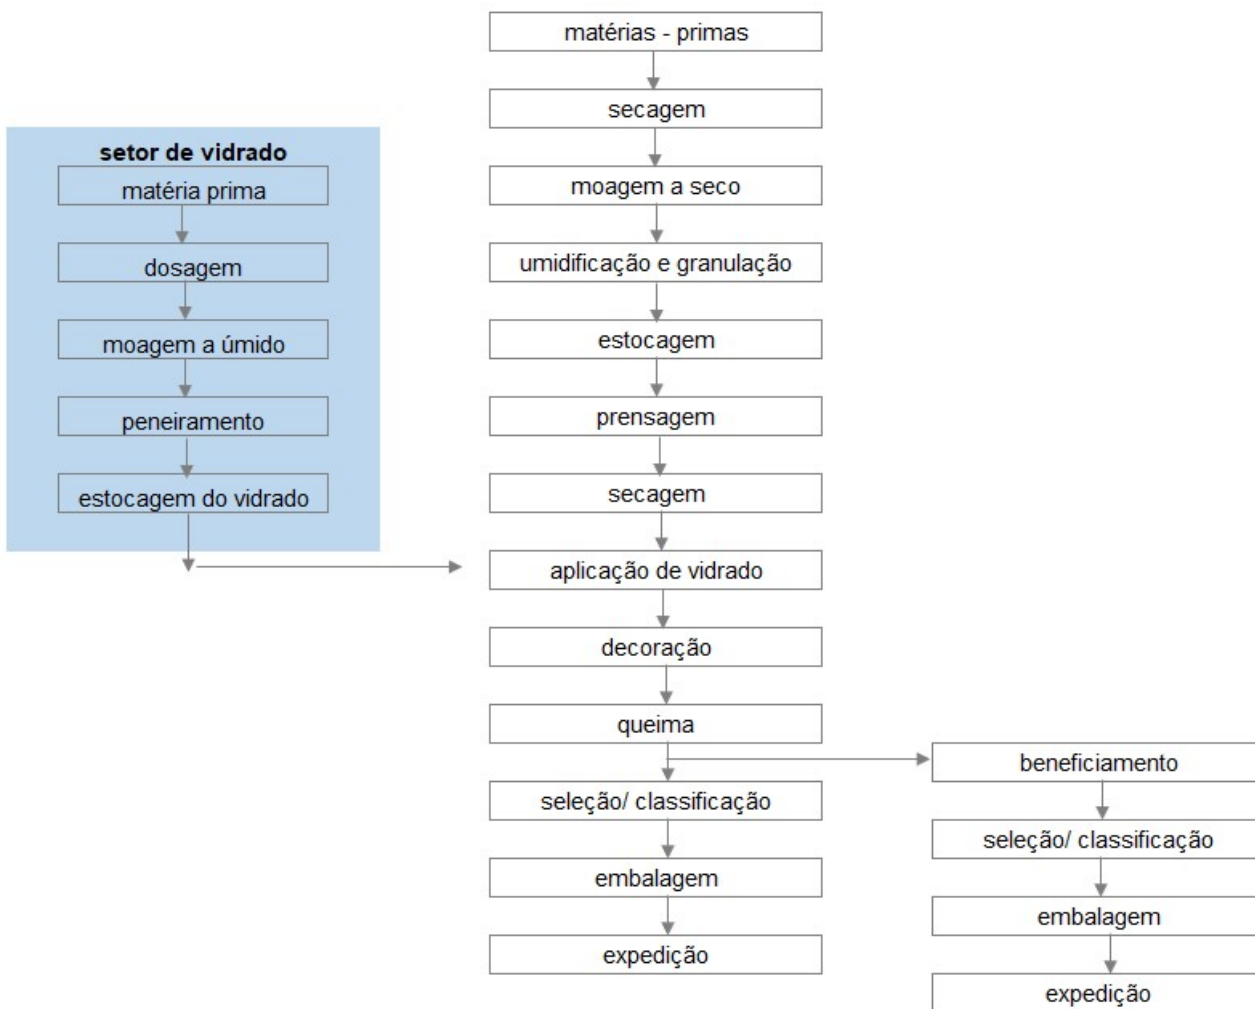 matérias - primas
secagem
moagem a seco
umidificação e granulação
estocagem
prensagem
secagem
aplicação de vidrado
decoração
queima
seleção/ classificação
embalagem
expedição
setor de vidrado
matéria prima
dosagem
moagem a úmido
peneiramento
estocagem do vidrado
beneficiamento
seleção/ classificação
embalagem
expedição